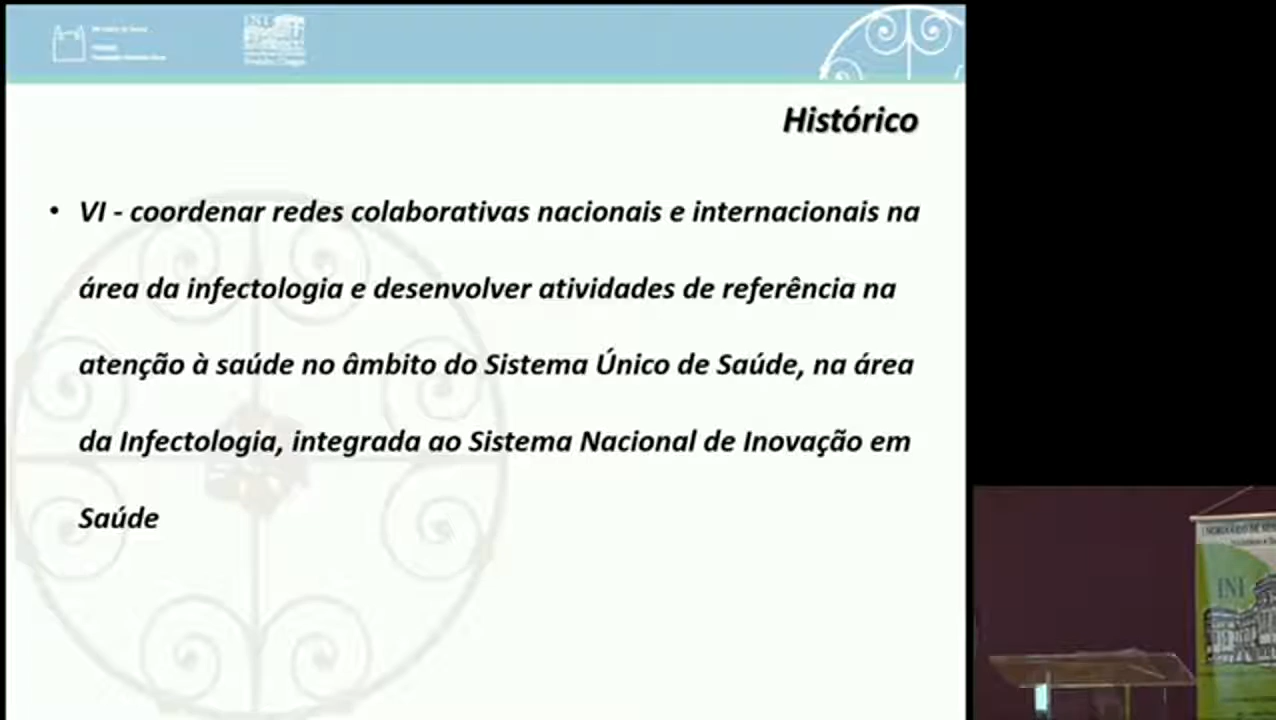 INI
Histórico
• VI - coordenar redes colaborativas nacionais e internacionais na
área da infectologia e desenvolver atividades de referência na
atenção à saúde no âmbito do Sistema Único de Saúde, na área
da Infectologia, integrada ao Sistema Nacional de Inovação em
Saúde
INI